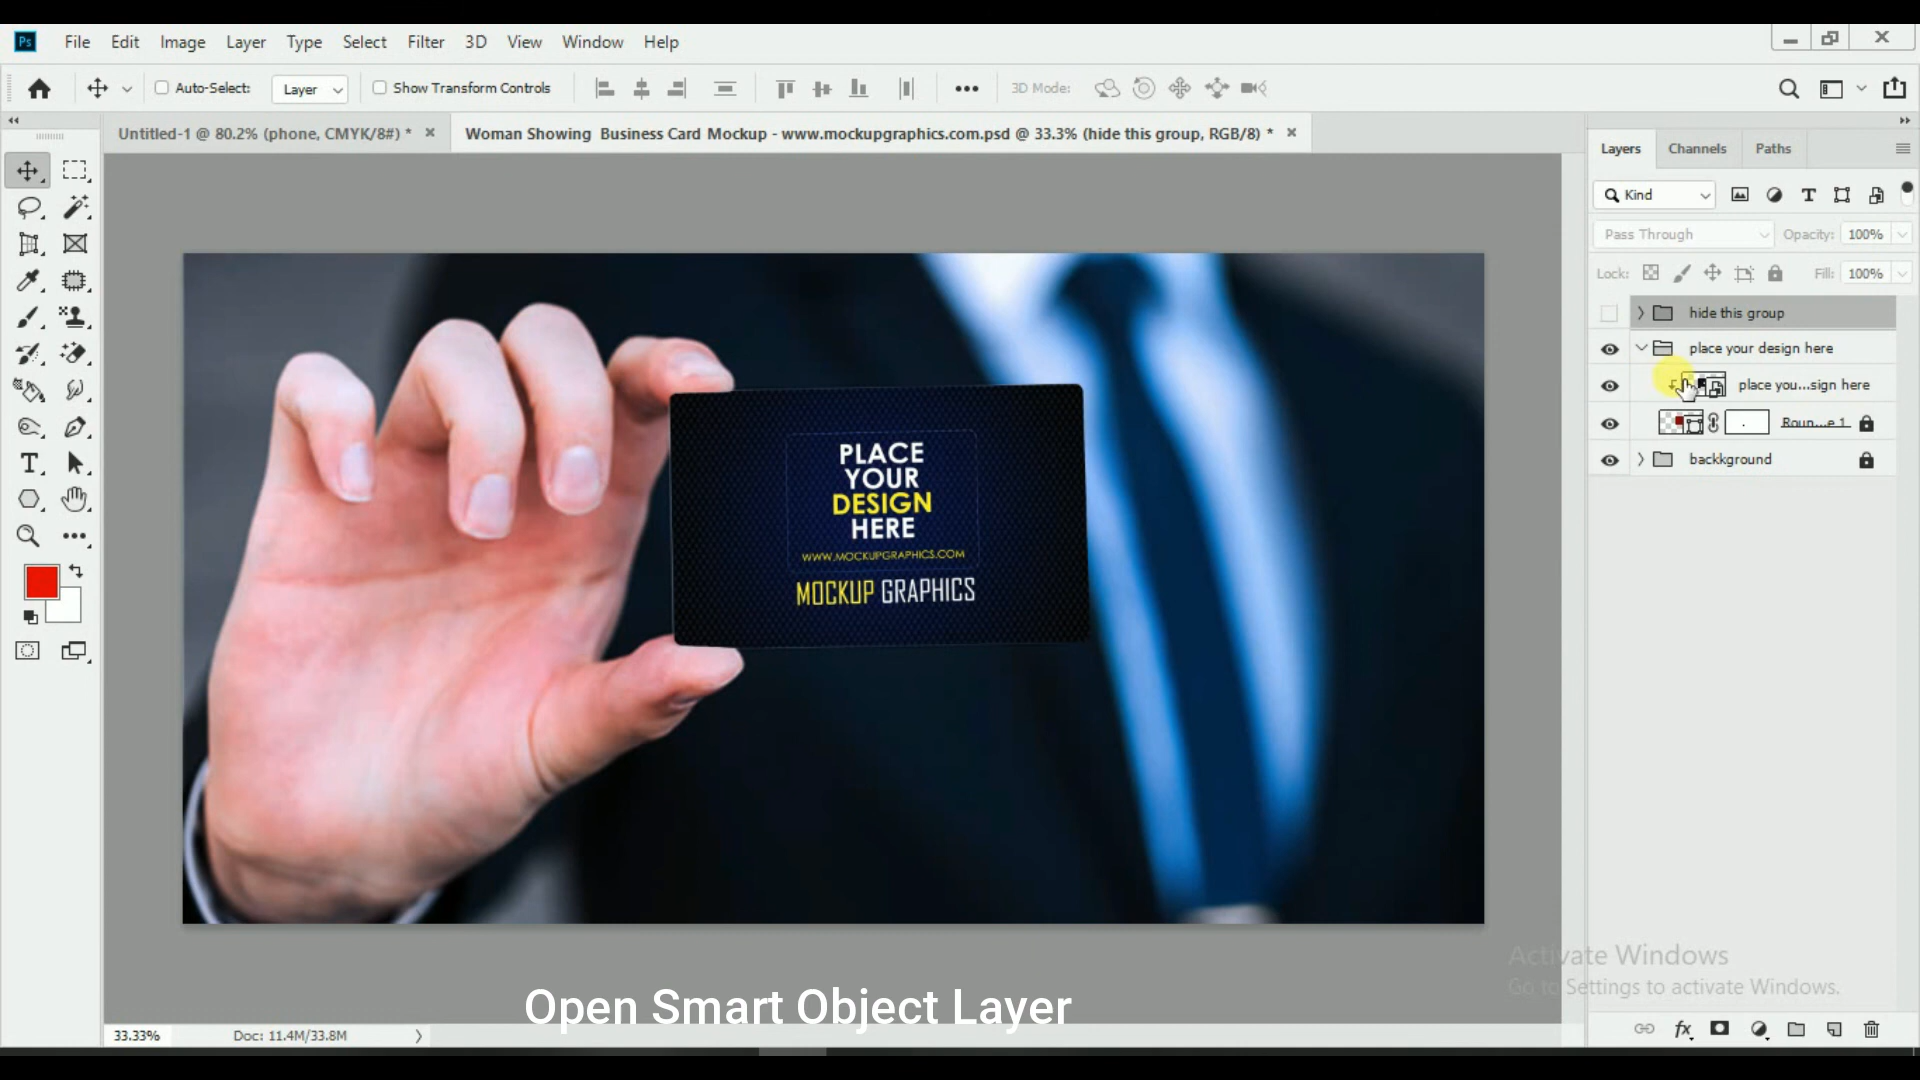 Ps File Edit Image Layer Type Select Filter 3D View Window Help
Auto-Select: Layer Show Transform Controls 3D Mode:
Untitled-1 @ 80.2% (phone, CMYK/8#) * Woman Showing Business Card Mockup - www.mockupgraphics.com.psd @ 33.3% (hide this group, RGB/8) *
Layers Channels Paths
Kind
Pass Through Opacity: 100%
Lock: Fill: 100%
hide this group
place your design here
place you...sign here
Roun...e 1
backkground
PLACE
YOUR
DESIGN
HERE
WWW.MOCKUPGRAPHICS.COM
MOCKUP GRAPHICS
Activate Windows
Go to Settings to activate Windows.
Open Smart Object Layer
33.33% Doc: 11.4M/33.8M
fx